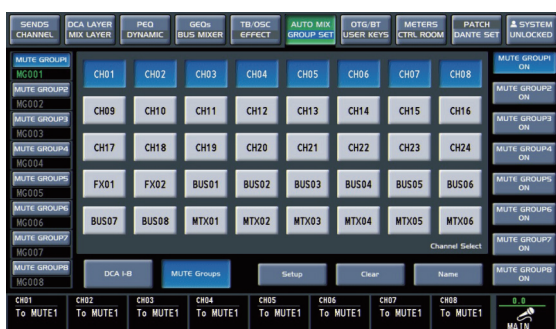 SENDS DCA LAYER PEQ GEQs TB/OSC AUTO MIX OTG/BT METERS PATCH SYSTEM
CHANNEL MIX LAYER DYNAMIC BUS MIXER EFFECT GROUP SET USER KEYS CTRL ROOM DANTE SET UNLOCKED
MUTE GROUP1 MUTE GROUP1
MG001 CH01 CH02 CH03 CH04 CH05 CH06 CH07 CH08 ON
MUTE GROUP2 MUTE GROUP2
MG002 CH09 CH10 CH11 CH12 CH13 CH14 CH15 CH16 ON
MUTE GROUP3 MUTE GROUP3
MG003 ON
MUTE GROUP4 CH17 CH18 CH19 CH20 CH21 CH22 CH23 CH24 MUTE GROUP4
MG004 ON
MUTE GROUP5 FX01 FX02 BUS01 BUS02 BUS03 BUS04 BUS05 BUS06 MUTE GROUP5
MG005 ON
MUTE GROUP6 MUTE GROUP6
MG006 BUS07 BUS08 MTX01 MTX02 MTX03 MTX04 MTX05 MTX06 ON
MUTE GROUP7 MUTE GROUP7
MG007 Channel Select ON
MUTE GROUP8 DCA 1-8 MUTE Groups Setup Clear Name MUTE GROUP8
MG008 ON
CH01 CH02 CH03 CH04 CH05 CH06 CH07 CH08 0.0
To MUTE1 To MUTE1 To MUTE1 To MUTE1 To MUTE1 To MUTE1 To MUTE1 To MUTE1 MAIN